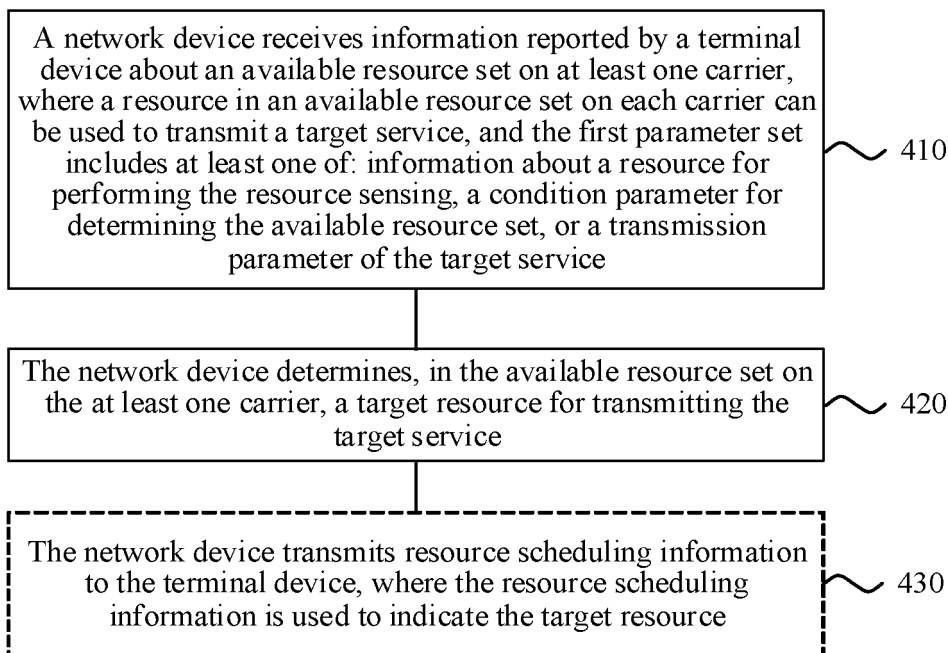 A network device receives information reported by a terminal
device about an available resource set on at least one carrier,
where a resource in an available resource set on each carrier can
be used to transmit a target service, and the first parameter set
includes at least one of: information about a resource for
performing the resource sensing, a condition parameter for
determining the available resource set, or a transmission
parameter of the target service
410
The network device determines, in the available resource set on
the at least one carrier, a target resource for transmitting the
target service
420
The network device transmits resource scheduling information
to the terminal device, where the resource scheduling
information is used to indicate the target resource
430